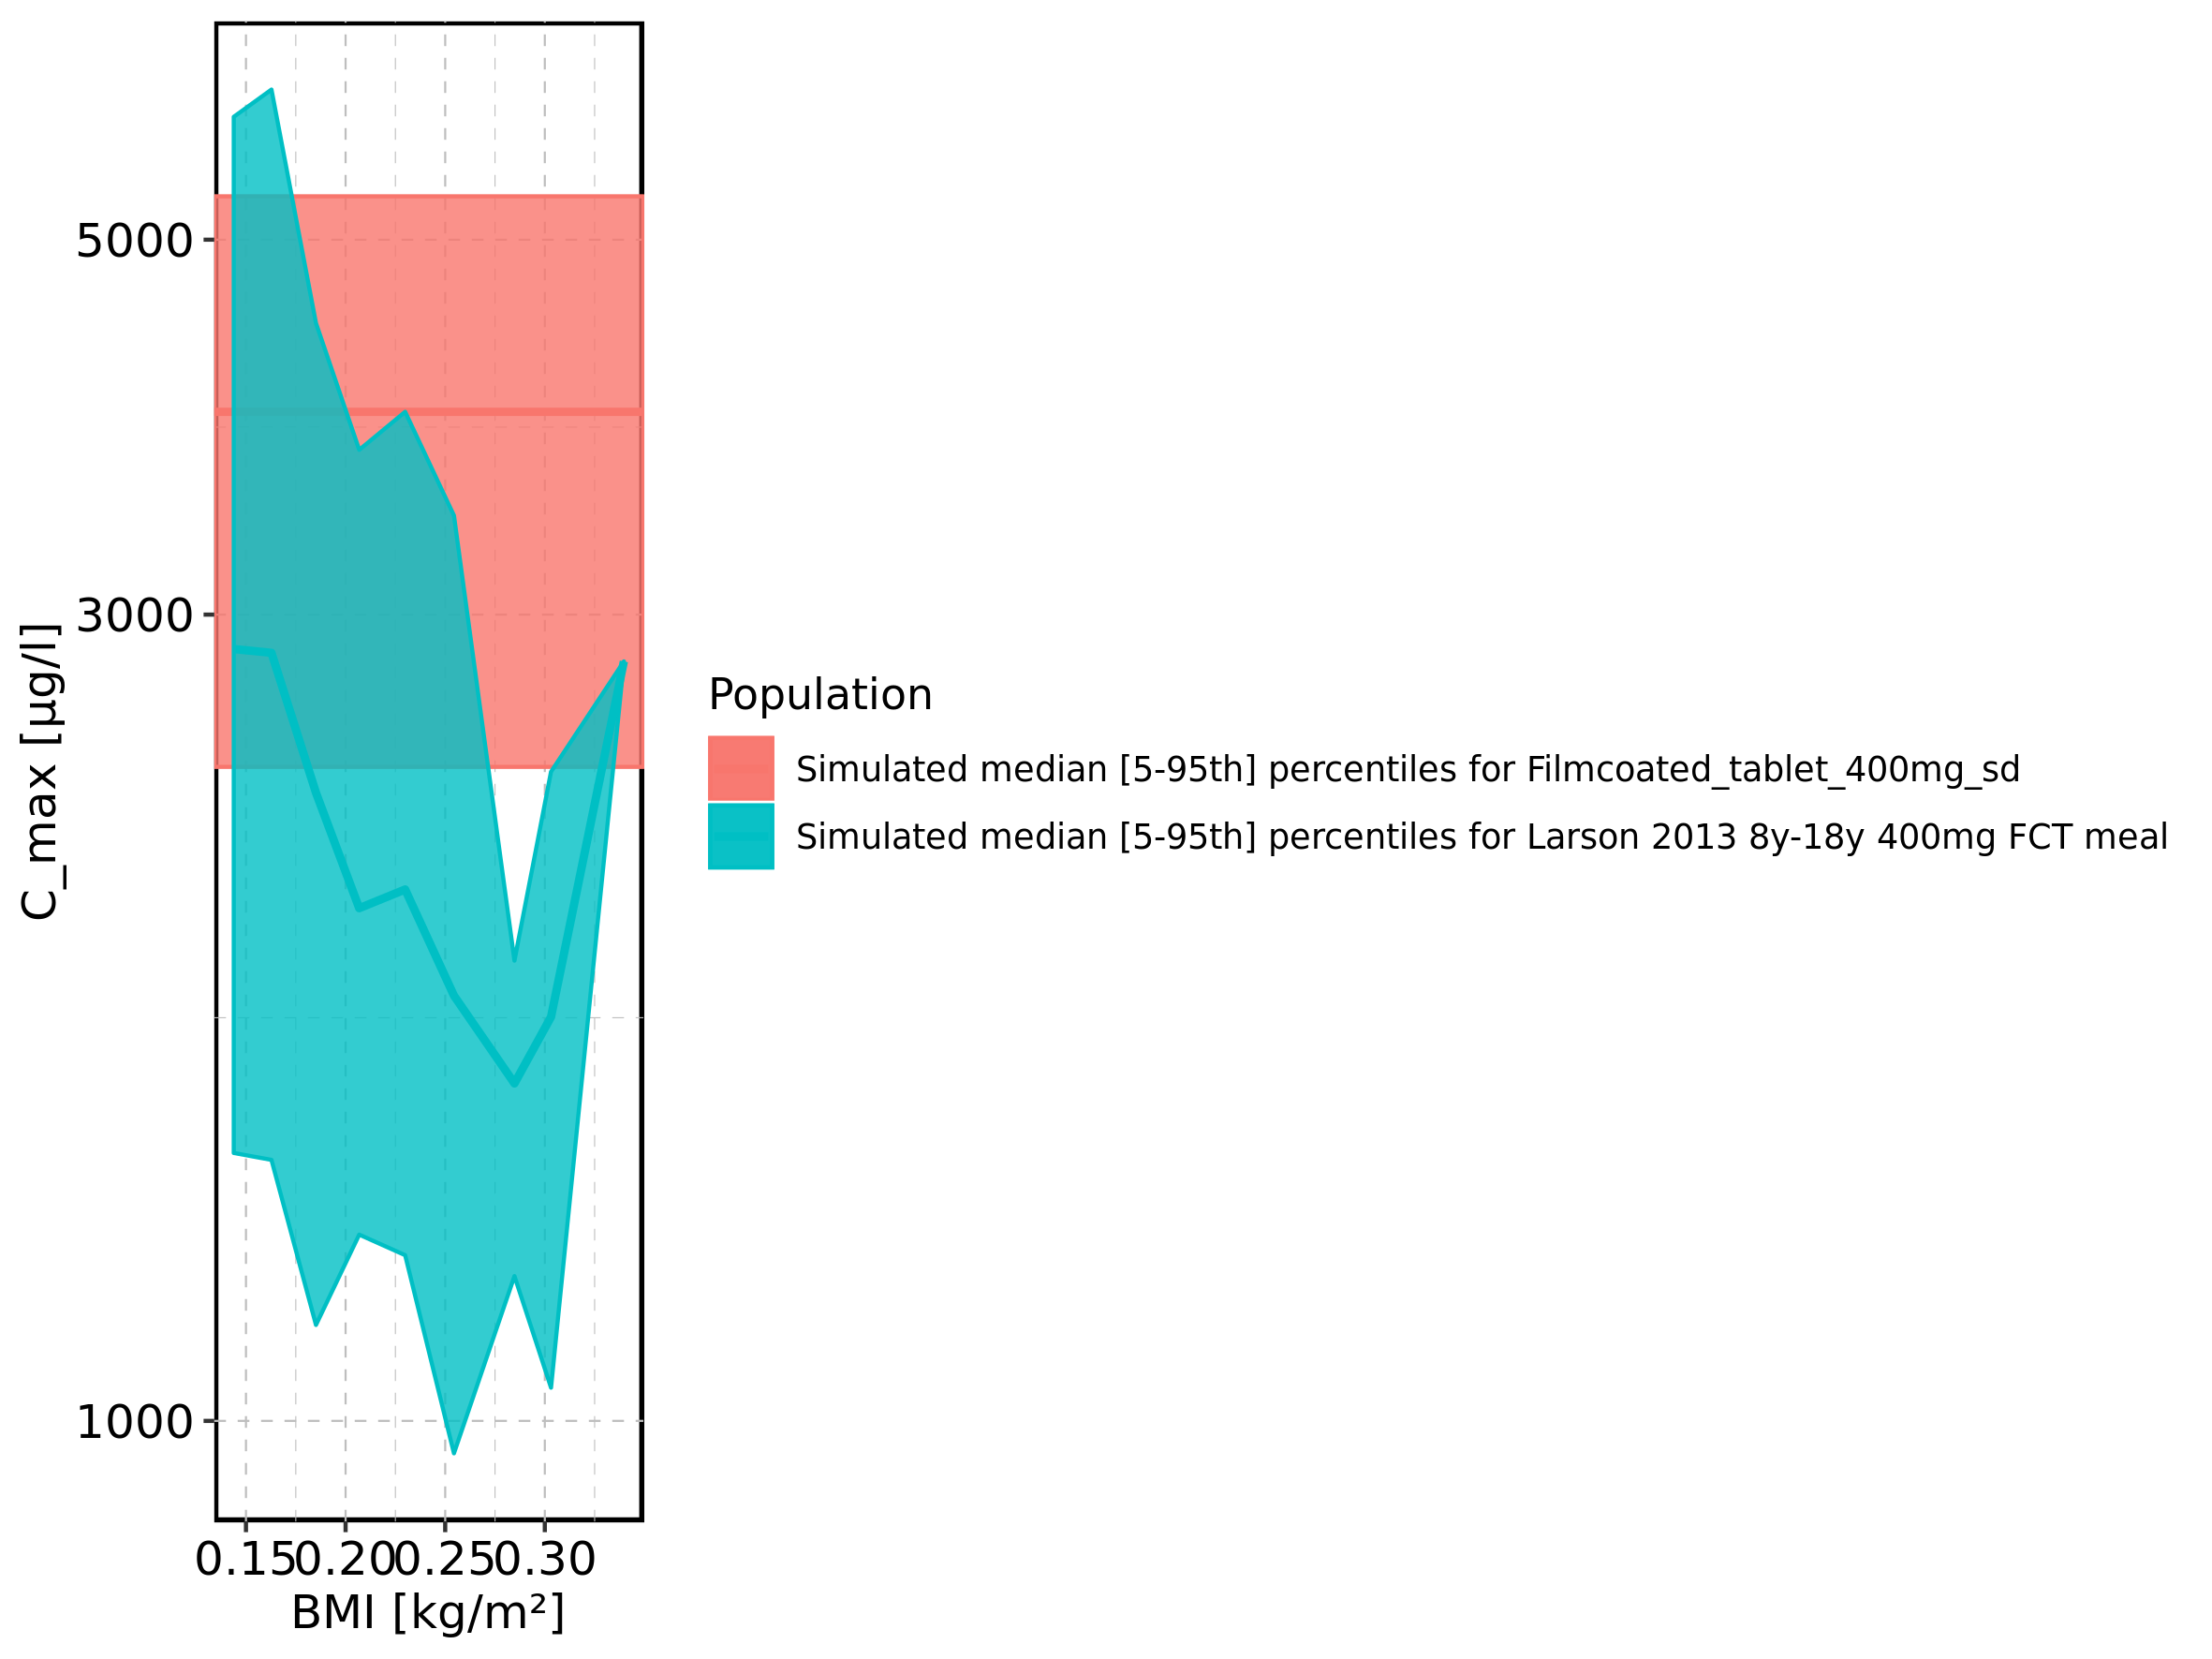 5000
3000
1000
C_max [µg/l]
0.15
0.20
0.25
0.30
BMI [kg/m²]
Population
Simulated median [5-95th] percentiles for Filmcoated_tablet_400mg_sd
Simulated median [5-95th] percentiles for Larson 2013 8y-18y 400mg FCT meal